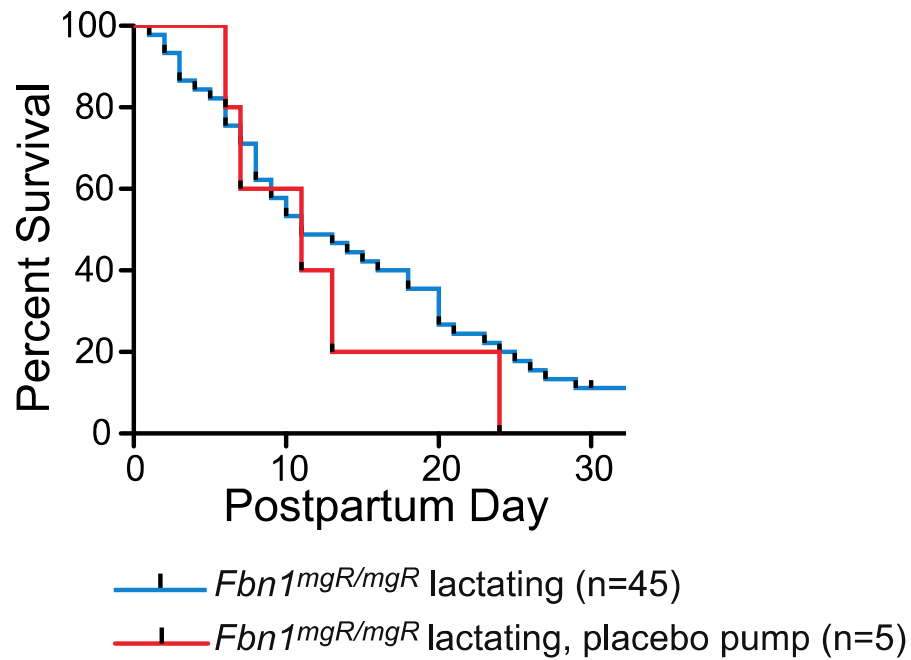 100
80
60
40
20
0
Percent Survival
0 10 20 30
Postpartum Day
Fbn1mgR/mgR lactating (n=45)
Fbn1mgR/mgR lactating, placebo pump (n=5)